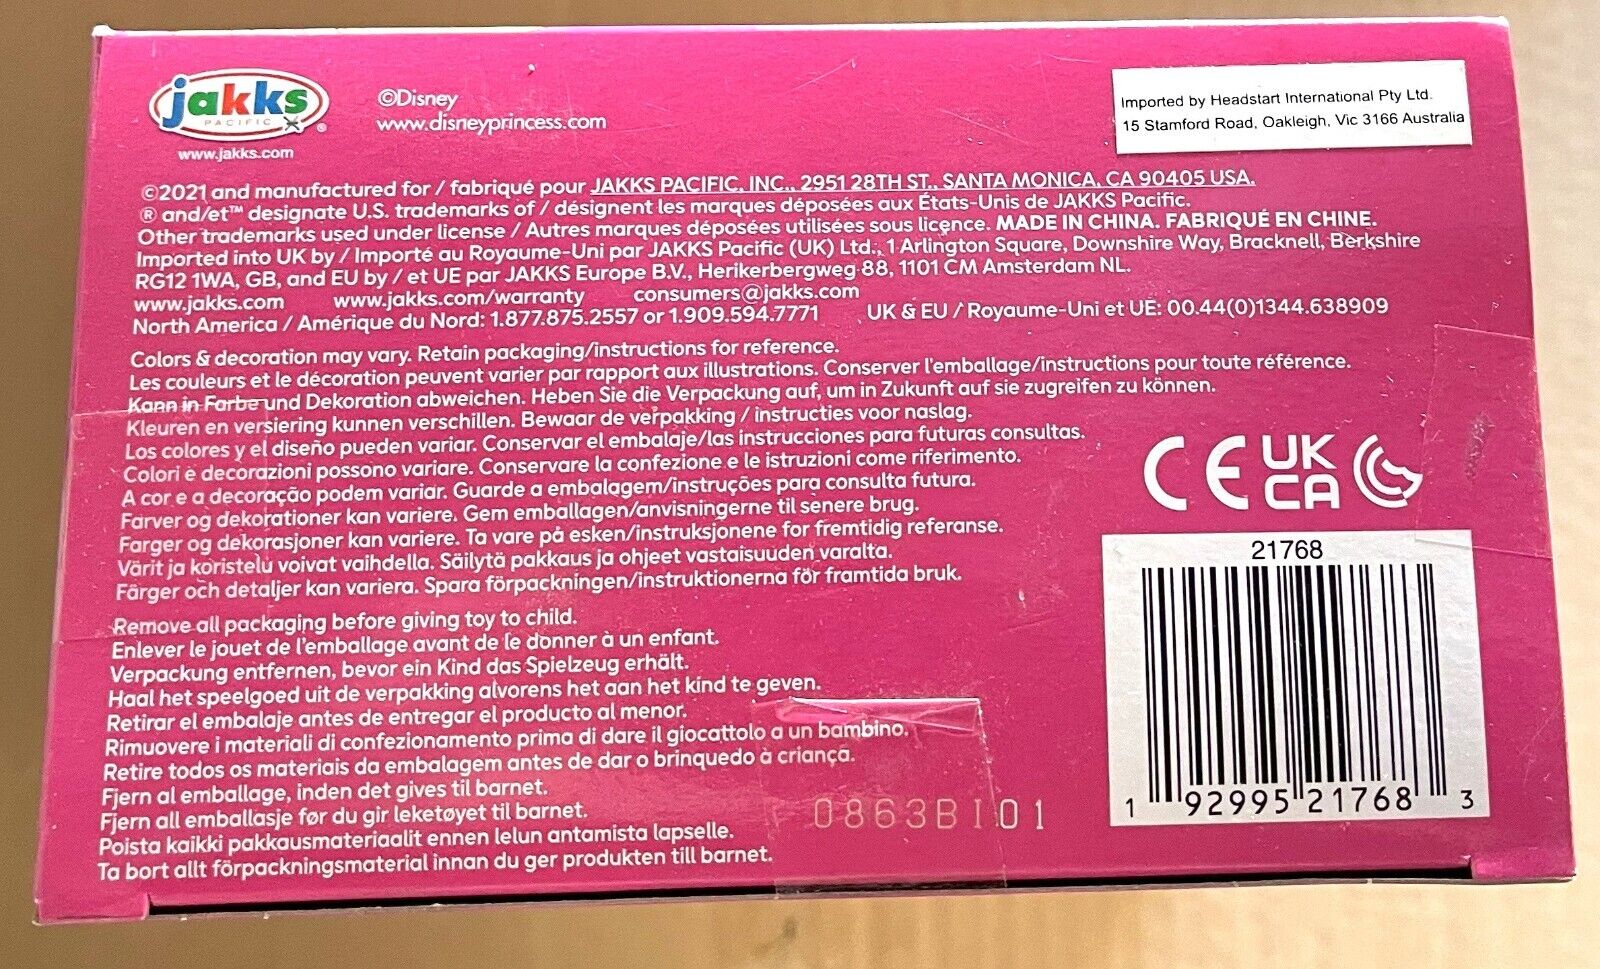 jakks
PACIFIC
®
www.jakks.com
©Disney
www.disneyprincess.com
Imported by Headstart International Pty Ltd.
15 Stamford Road, Oakleigh, Vic 3166 Australia
©2021 and manufactured for / fabriqué pour JAKKS PACIFIC, INC., 2951 28TH ST., SANTA MONICA, CA 90405 USA.
® and/et™ designate U.S. trademarks of / désignent les marques déposées aux États-Unis de JAKKS Pacific.
Other trademarks used under license / Autres marques déposées utilisées sous licence. MADE IN CHINA. FABRIQUÉ EN CHINE.
Imported into UK by / Importé au Royaume-Uni par JAKKS Pacific (UK) Ltd., 1 Arlington Square, Downshire Way, Bracknell, Berkshire
RG12 1WA, GB, and EU by / et UE par JAKKS Europe B.V., Herikerbergweg 88, 1101 CM Amsterdam NL.
www.jakks.com www.jakks.com/warranty consumers@jakks.com
North America / Amérique du Nord: 1.877.875.2557 or 1.909.594.7771 UK & EU / Royaume-Uni et UE: 00.44(0)1344.638909
Colors & decoration may vary. Retain packaging/instructions for reference.
Les couleurs et le décoration peuvent varier par rapport aux illustrations. Conserver l'emballage/instructions pour toute référence.
Kann in Farbe und Dekoration abweichen. Heben Sie die Verpackung auf, um in Zukunft auf sie zugreifen zu können.
Kleuren en versiering kunnen verschillen. Bewaar de verpakking / instructies voor naslag.
Los colores y el diseño pueden variar. Conservar el embalaje/las instrucciones para futuras consultas.
Colori e decorazioni possono variare. Conservare la confezione e le istruzioni come riferimento.
A cor e a decoração podem variar. Guarde a embalagem/instruções para consulta futura.
Farver og dekorationer kan variere. Gem emballagen/anvisningerne til senere brug.
Farger og dekorasjoner kan variere. Ta vare på esken/instruksjonene for fremtidig referanse.
Värit ja koristelu voivat vaihdella. Säilytä pakkaus ja ohjeet vastaisuuden varalta.
Färger och detaljer kan variera. Spara förpackningen/instruktionerna för framtida bruk.
CE UK
CA
21768
Remove all packaging before giving toy to child.
Enlever le jouet de l'emballage avant de le donner à un enfant.
Verpackung entfernen, bevor ein Kind das Spielzeug erhält.
Haal het speelgoed uit de verpakking alvorens het aan het kind te geven.
Retirar el embalaje antes de entregar el producto al menor.
Rimuovere i materiali di confezionamento prima di dare il giocattolo a un bambino.
Retire todos os materiais da embalagem antes de dar o brinquedo à criança.
Fjern al emballage, inden det gives til barnet.
Fjern all emballasje før du gir leketøyet til barnet.
Poista kaikki pakkausmateriaalit ennen lelun antamista lapselle.
Ta bort allt förpackningsmaterial innan du ger produkten till barnet.
0863BI01
1 92995 21768 3